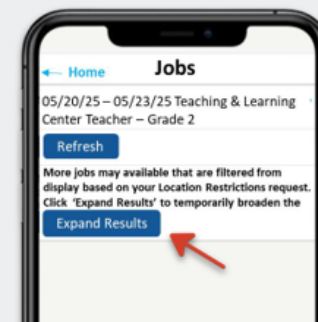 ← Home Jobs
05/20/25 – 05/23/25 Teaching & Learning
Center Teacher – Grade 2
Refresh
More jobs may available that are filtered from
display based on your Location Restrictions request.
Click 'Expand Results' to temporarily broaden the
Expand Results